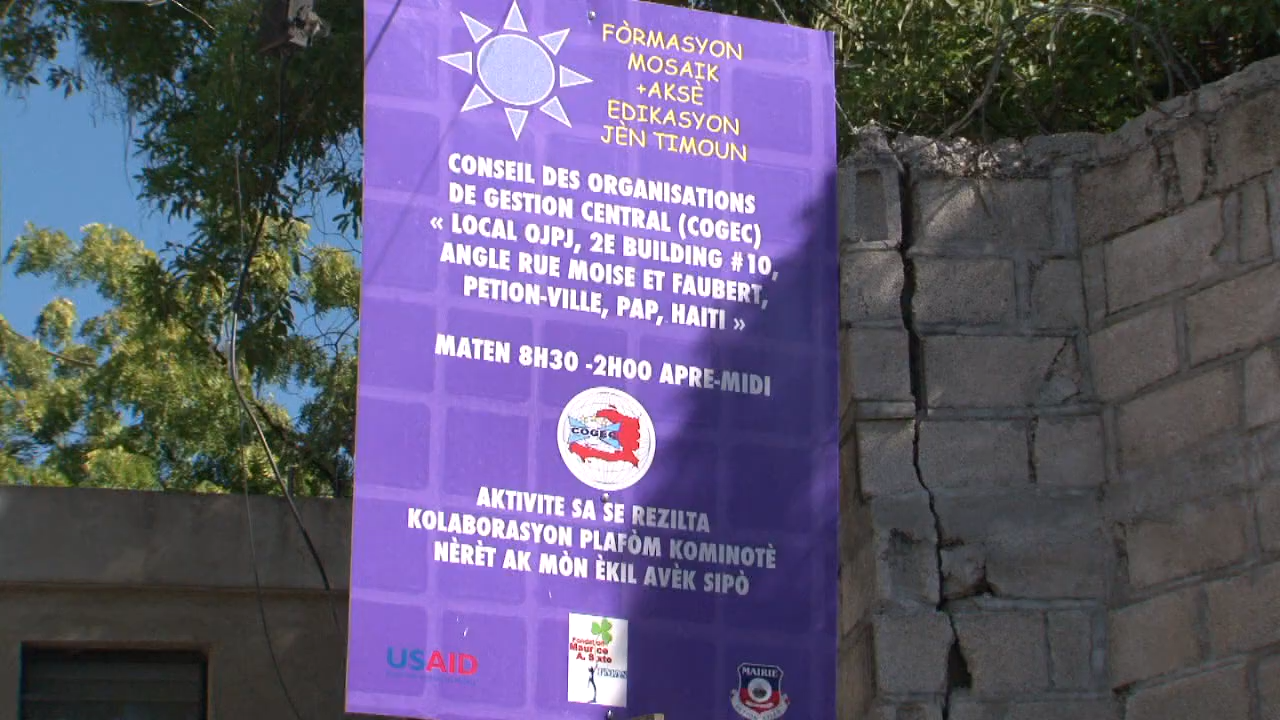 FÒRMASYON
MOSAIK
+AKSÈ
EDIKASYON
JÈN TIMOUN
CONSEIL DES ORGANISATIONS
DE GESTION CENTRAL (COGEC)
« LOCAL OJPJ, 2E BUILDING #10,
ANGLE RUE MOISE ET FAUBERT,
PETION-VILLE, PAP, HAITI »
MATEN 8H30 -2H00 APRE-MIDI
COGEC
AKTIVITE SA SE REZILTA
KOLABORASYON PLAFÒM KOMINOTÈ
NÈRÈT AK MÒN ÈKIL AVÈK SIPÒ
USAID
Fondation
Maurice
A. Sixto
MAIRIE